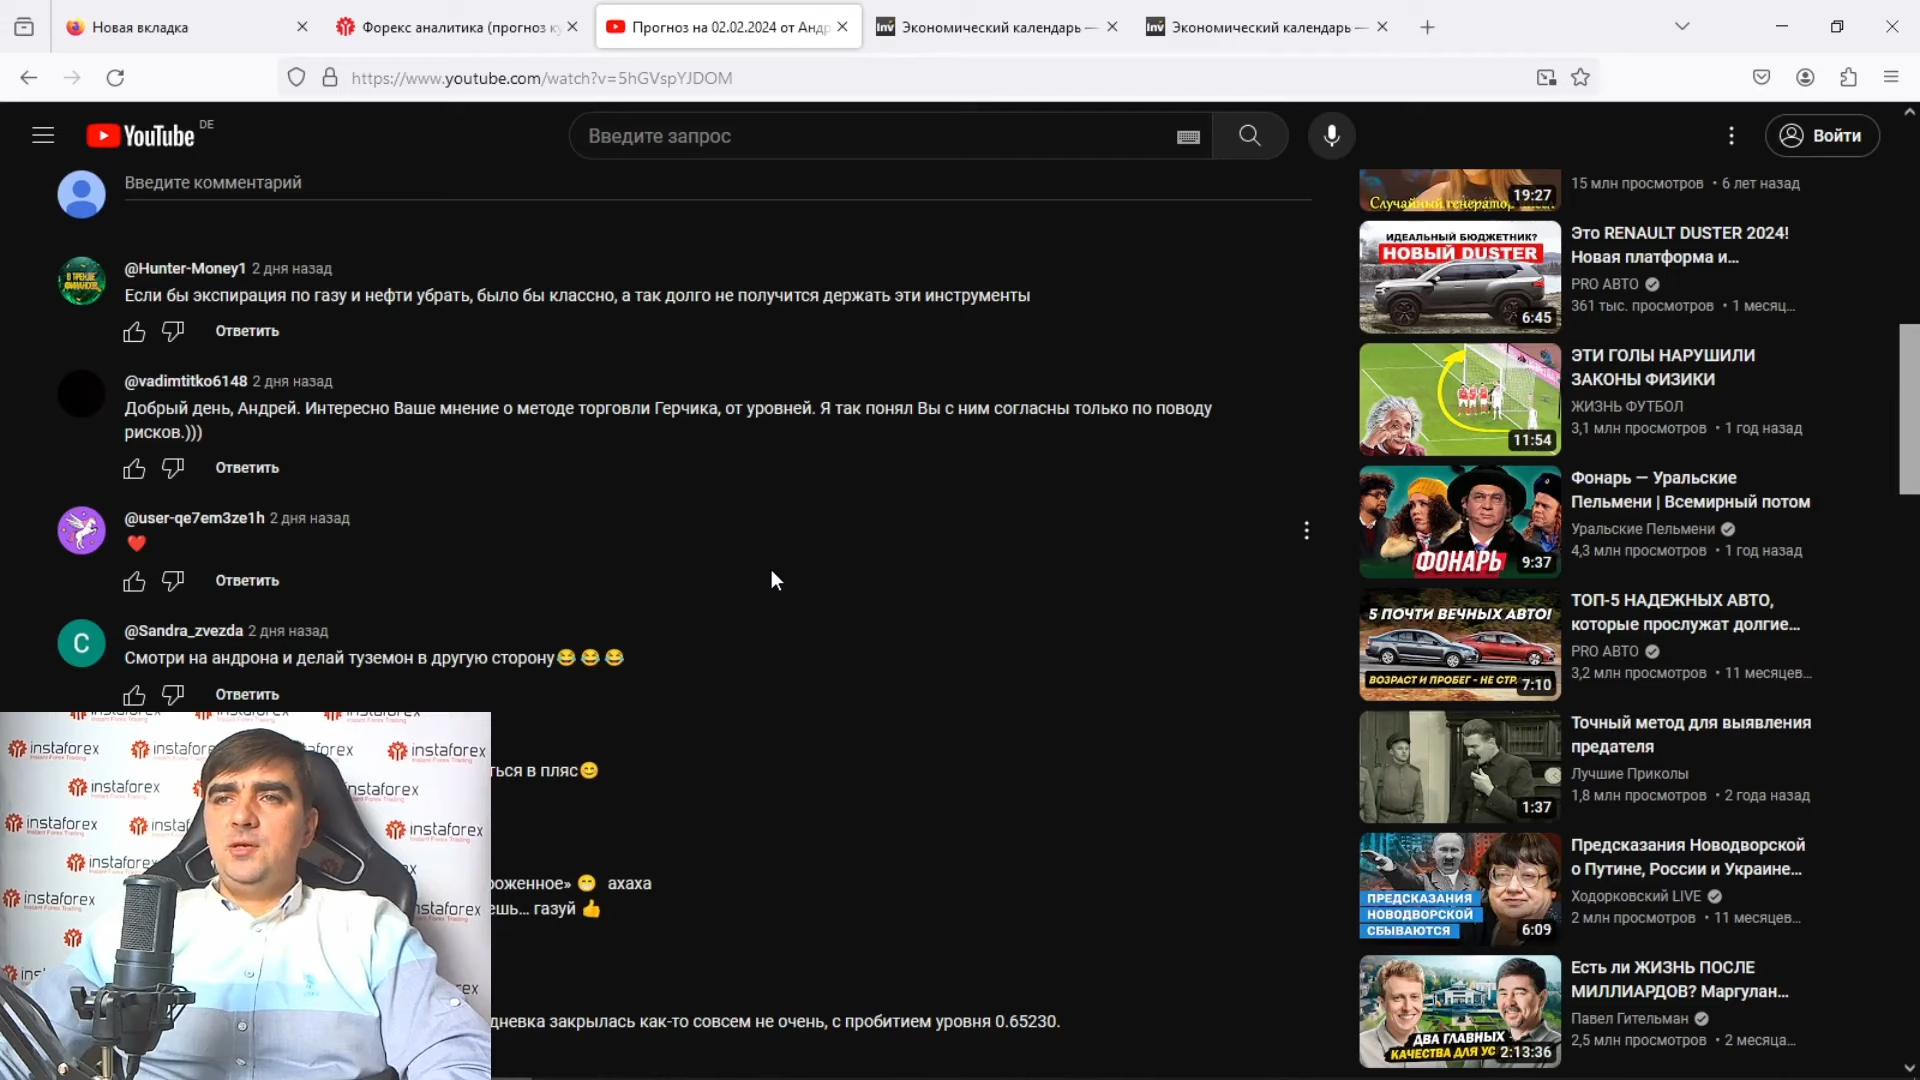 Новая вкладка
Форекс аналитика (прогноз
Прогноз на 02.02.2024 от Андр
Экономический календарь —
Экономический календарь —
https://www.youtube.com/watch?v=5hGVspYJDOM
YouTube DE
Введите запрос
Войти
Введите комментарий
@Hunter-Money1 2 дня назад
Если бы экспирация по газу и нефти убрать, было бы классно, а так долго не получится держать эти инструменты
Ответить
@vadimtitko6148 2 дня назад
Добрый день, Андрей. Интересно Ваше мнение о методе торговли Герчика, от уровней. Я так понял Вы с ним согласны только по поводу
рисков.)))
Ответить
@user-qe7em3ze1h 2 дня назад
❤️
Ответить
@Sandra_zvezda 2 дня назад
Смотри на андрона и делай туземон в другую сторону😂😂😂
Ответить
ться в пляс😊
роженное» 😁 ахаха
ешь... газуй 👍
дневка закрылась как-то совсем не очень, с пробитием уровня 0.65230.
instaforex
Instant Forex Trading
Случайный генератор
19:27
15 млн просмотров • 6 лет назад
ИДЕАЛЬНЫЙ БЮДЖЕТНИК?
НОВЫЙ DUSTER
6:45
Это RENAULT DUSTER 2024!
Новая платформа и...
PRO АВТО
361 тыс. просмотров • 1 месяц...
11:54
ЭТИ ГОЛЫ НАРУШИЛИ
ЗАКОНЫ ФИЗИКИ
ЖИЗНЬ ФУТБОЛ
3,1 млн просмотров • 1 год назад
ФОНАРЬ
9:37
Фонарь — Уральские
Пельмени | Всемирный потом
Уральские Пельмени
4,3 млн просмотров • 1 год назад
5 ПОЧТИ ВЕЧНЫХ АВТО!
ВОЗРАСТ И ПРОБЕГ - НЕ СТР
7:10
ТОП-5 НАДЕЖНЫХ АВТО,
которые прослужат долгие...
PRO АВТО
3,2 млн просмотров • 11 месяцев...
1:37
Точный метод для выявления
предателя
Лучшие Приколы
1,8 млн просмотров • 2 года назад
ПРЕДСКАЗАНИЯ
НОВОДВОРСКОЙ
СБЫВАЮТСЯ
6:09
Предсказания Новодворской
о Путине, России и Украине...
Ходорковский LIVE
2 млн просмотров • 11 месяцев...
ДВА ГЛАВНЫХ
КАЧЕСТВА ДЛЯ УС
2:13:36
Есть ли ЖИЗНЬ ПОСЛЕ
МИЛЛИАРДОВ? Маргулан...
Павел Гительман
2,5 млн просмотров • 2 месяца...